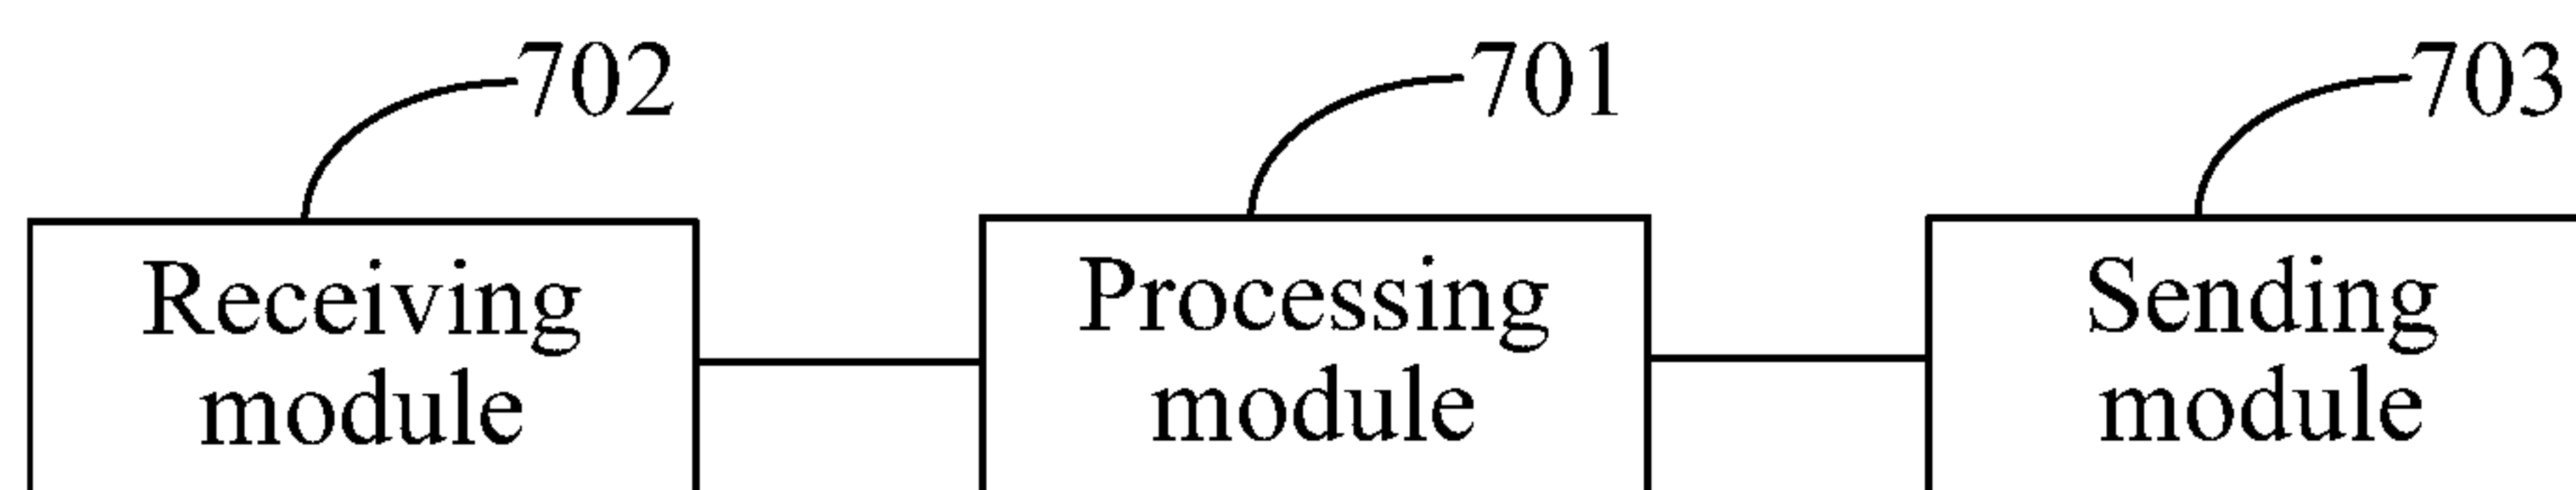 702
701
703
Receiving
module
Processing
module
Sending
module